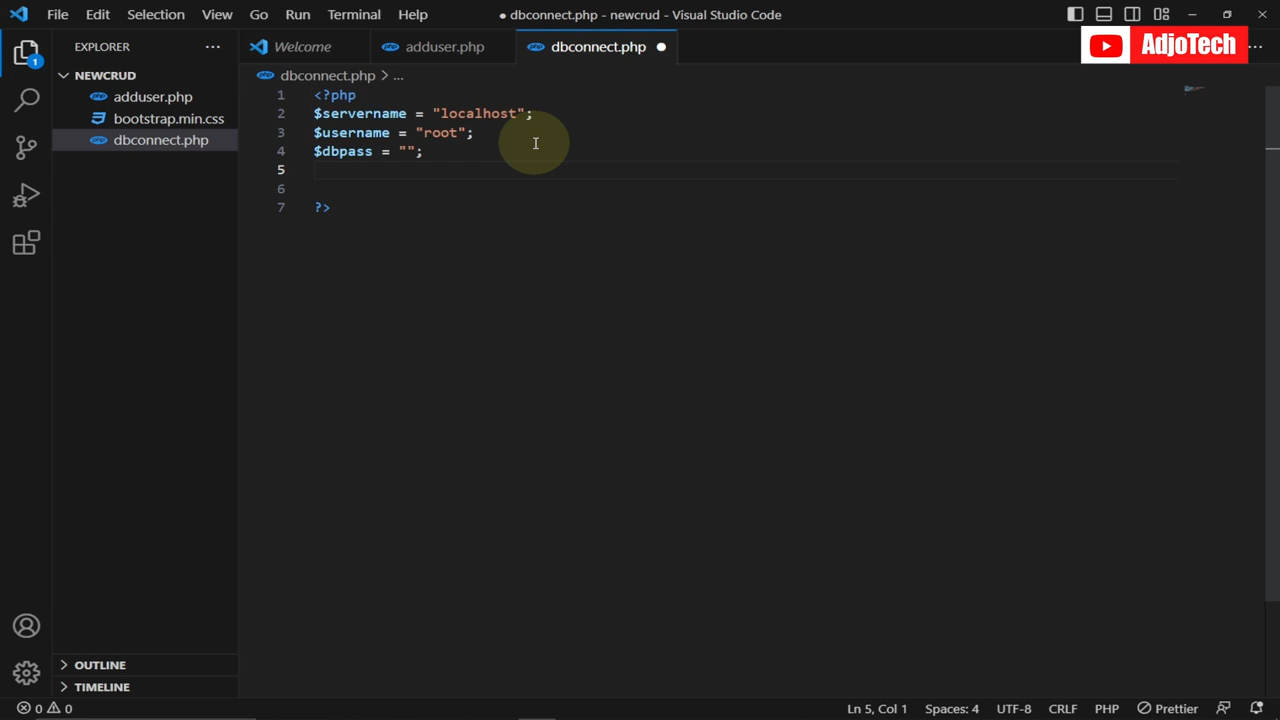 File Edit Selection View Go Run Terminal Help
● dbconnect.php - newcrud - Visual Studio Code
AdjoTech
EXPLORER
Welcome
adduser.php
dbconnect.php
NEWCRUD
dbconnect.php > ...
adduser.php
bootstrap.min.css
dbconnect.php
1 <?php
2 $servername = "localhost";
3 $username = "root";
4 $dbpass = "";
5
6
7 ?>
1
OUTLINE
TIMELINE
0 0
Ln 5, Col 1 Spaces: 4 UTF-8 CRLF PHP Prettier